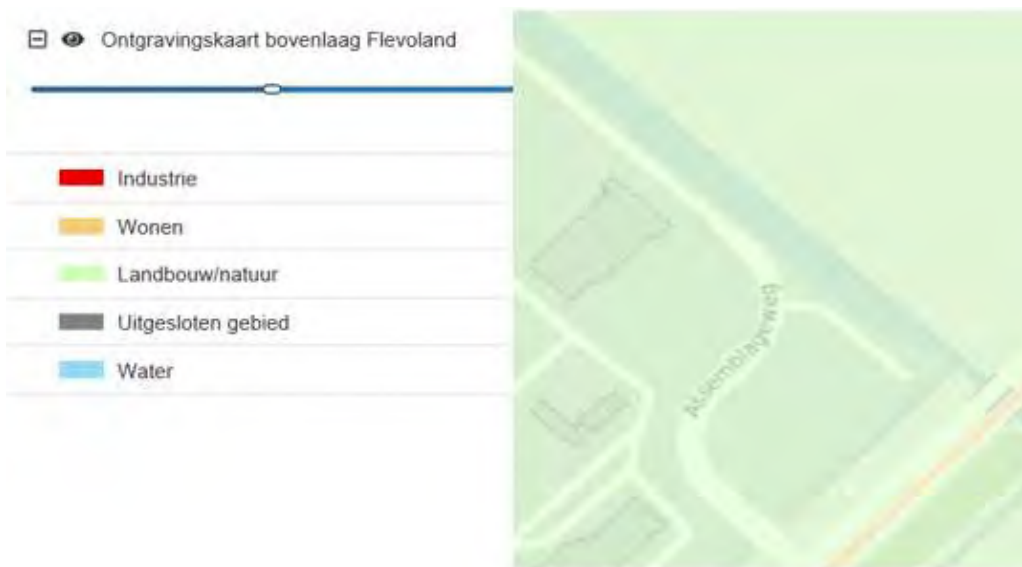 Ontgravingskaart bovenlaag Flevoland
Industrie
Wonen
Landbouw/natuur
Uitgesloten gebied
Water
Assemblageweg